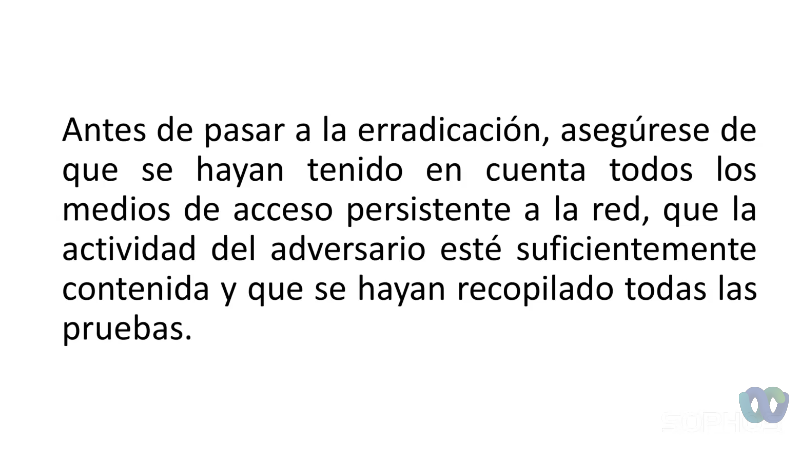 Antes de pasar a la erradicación, asegúrese de
que se hayan tenido en cuenta todos los
medios de acceso persistente a la red, que la
actividad del adversario esté suficientemente
contenida y que se hayan recopilado todas las
pruebas.